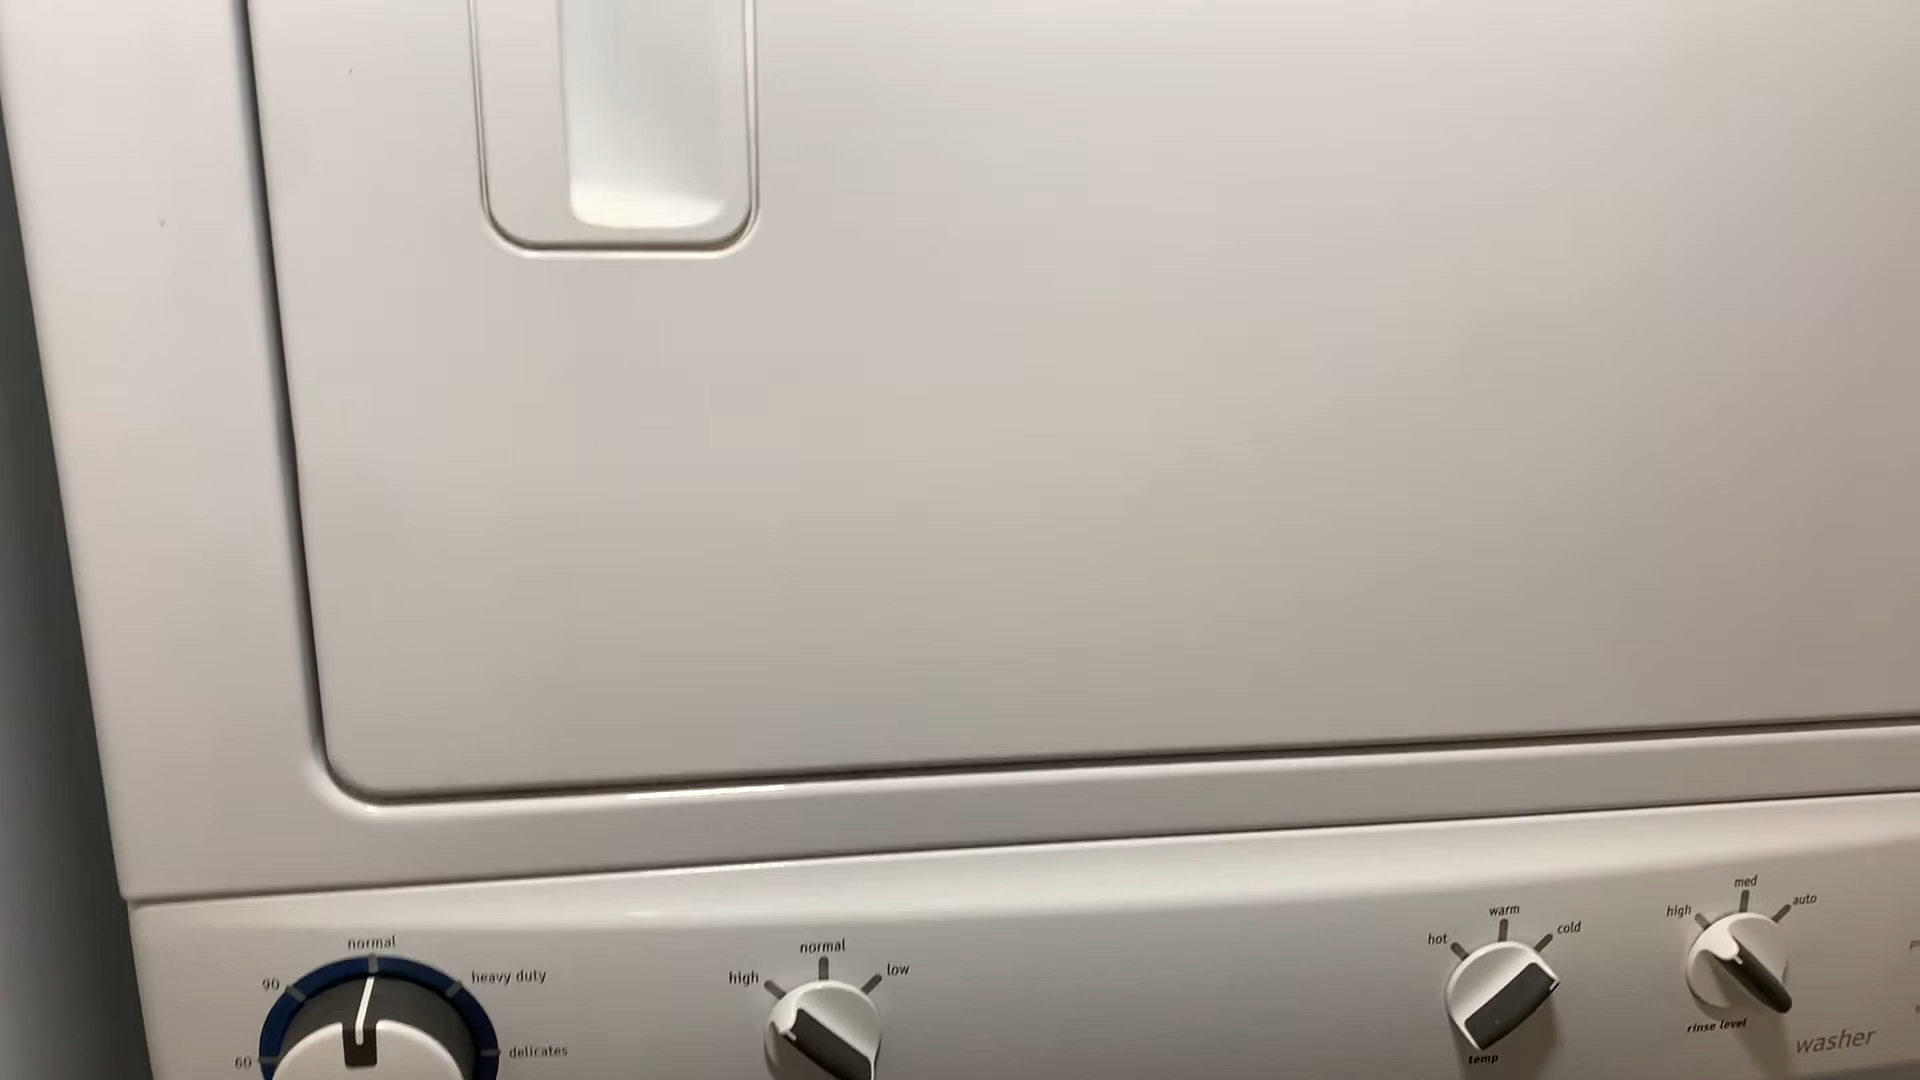 normal
90
heavy duty
60
delicates
normal
high
low
warm
hot
cold
temp
med
high
auto
rinse level
washer